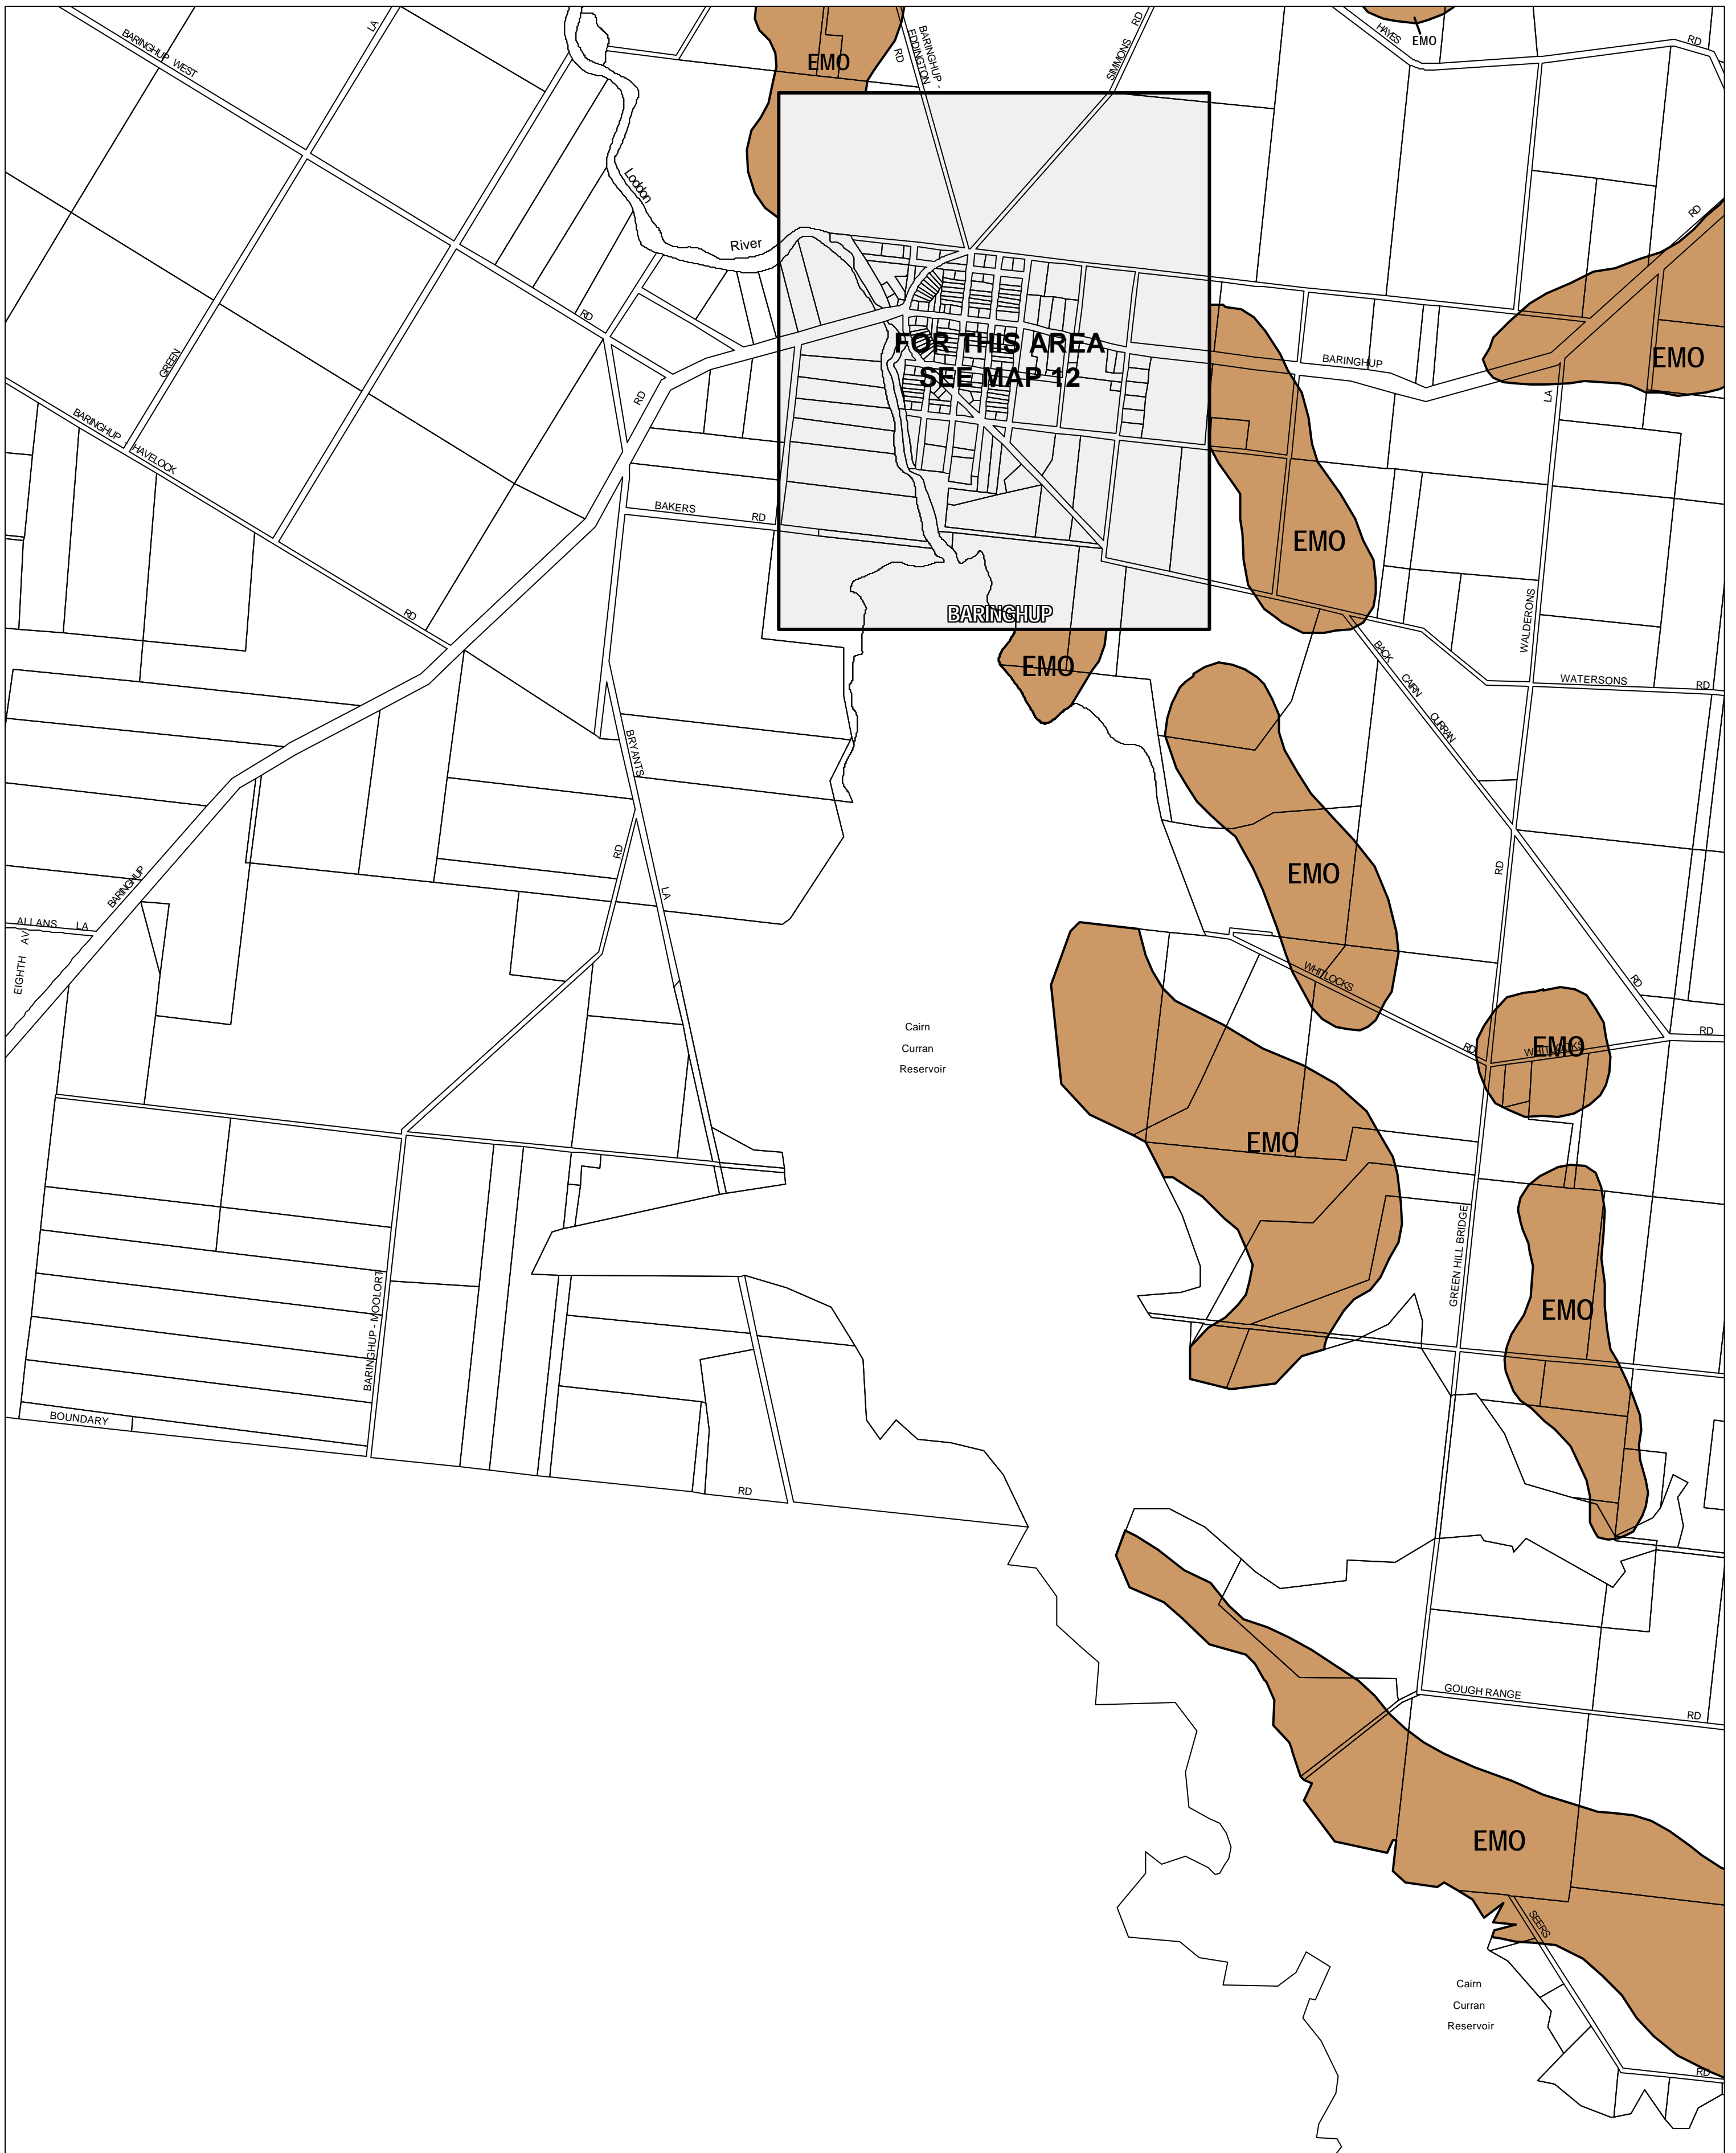 BARINGHUP WEST
LA
EMO
BARINGHUP -
EDDINGTON
RD
SIMMONS
RD
HAYES
EMO
RD
Loddon
River
RD
RD
GREEN
RD
FOR THIS AREA
SEE MAP 12
BARINGHUP
EMO
LA
BARINGHUP
HAVELOCK
BAKERS
RD
EMO
RD
BARINGHUP
EMO
WALDERONS
BACK
CAIRN
CURRAN
WATERSONS
RD
BRYANTS
RD
LA
BARINGHUP
EMO
RD
ALLANS LA
EIGHTH AV
WHITLOCKS
RD
Cairn
Curran
Reservoir
RD
WHITLOCKS
EMO
RD
EMO
GREEN HILL BRIDGE
EMO
BARINGHUP - MOOLORT
BOUNDARY
RD
GOUGH RANGE
RD
EMO
SEERS
Cairn
Curran
Reservoir
RD